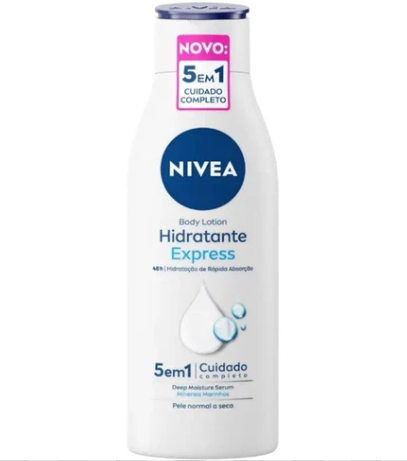 NOVO:
5 EM 1
CUIDADO
COMPLETO
NIVEA
Body Lotion
Hidratante
Express
48h | Hidratação de Rápida Absorção
5em1 | Cuidado
completo
Deep Moisture Serum
Minerais Marinhos
Pele normal a seca